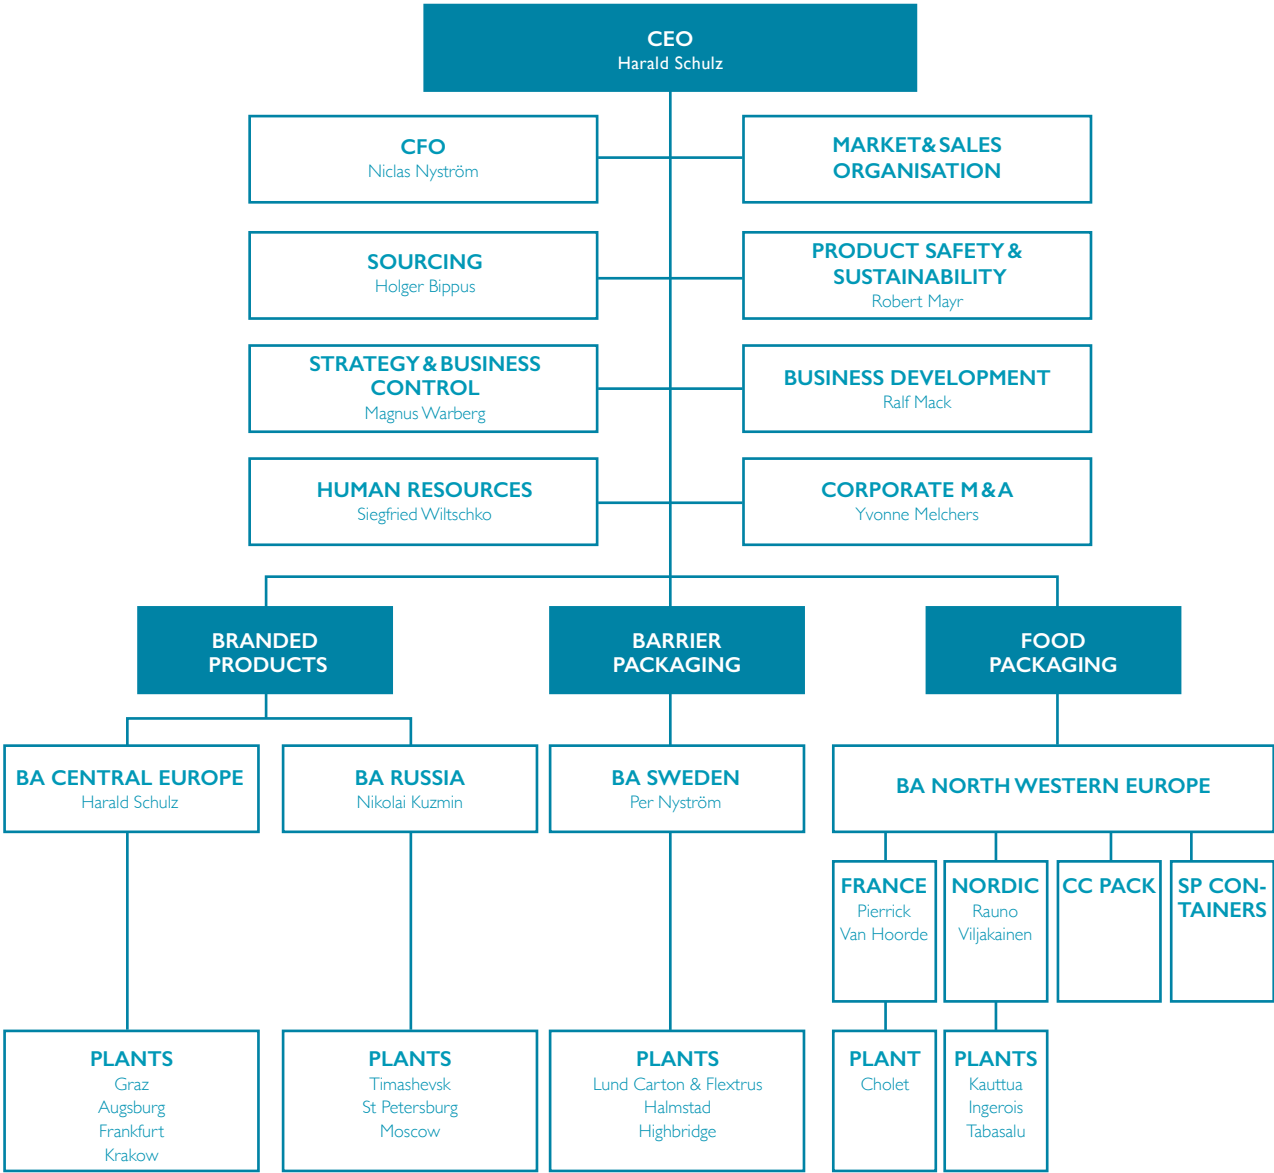 CEO
Harald Schulz
CFO
Niclas Nyström
MARKET & SALES
ORGANISATION
SOURCING
Holger Bippus
PRODUCT SAFETY &
SUSTAINABILITY
Robert Mayr
STRATEGY & BUSINESS
CONTROL
Magnus Warberg
BUSINESS DEVELOPMENT
Ralf Mack
HUMAN RESOURCES
Siegfried Wiltschko
CORPORATE M & A
Yvonne Melchers
BRANDED
PRODUCTS
BARRIER
PACKAGING
FOOD
PACKAGING
BA CENTRAL EUROPE
Harald Schulz
BA RUSSIA
Nikolai Kuzmin
BA SWEDEN
Per Nyström
BA NORTH WESTERN EUROPE
FRANCE
Pierrick
Van Hoorde
NORDIC
Rauno
Viljakainen
CC PACK
SP CON-
TAINERS
PLANTS
Graz
Augsburg
Frankfurt
Krakow
PLANTS
Timashevsk
St Petersburg
Moscow
PLANTS
Lund Carton & Flextrus
Halmstad
Highbridge
PLANT
Cholet
PLANTS
Kauttua
Ingerois
Tabasalu